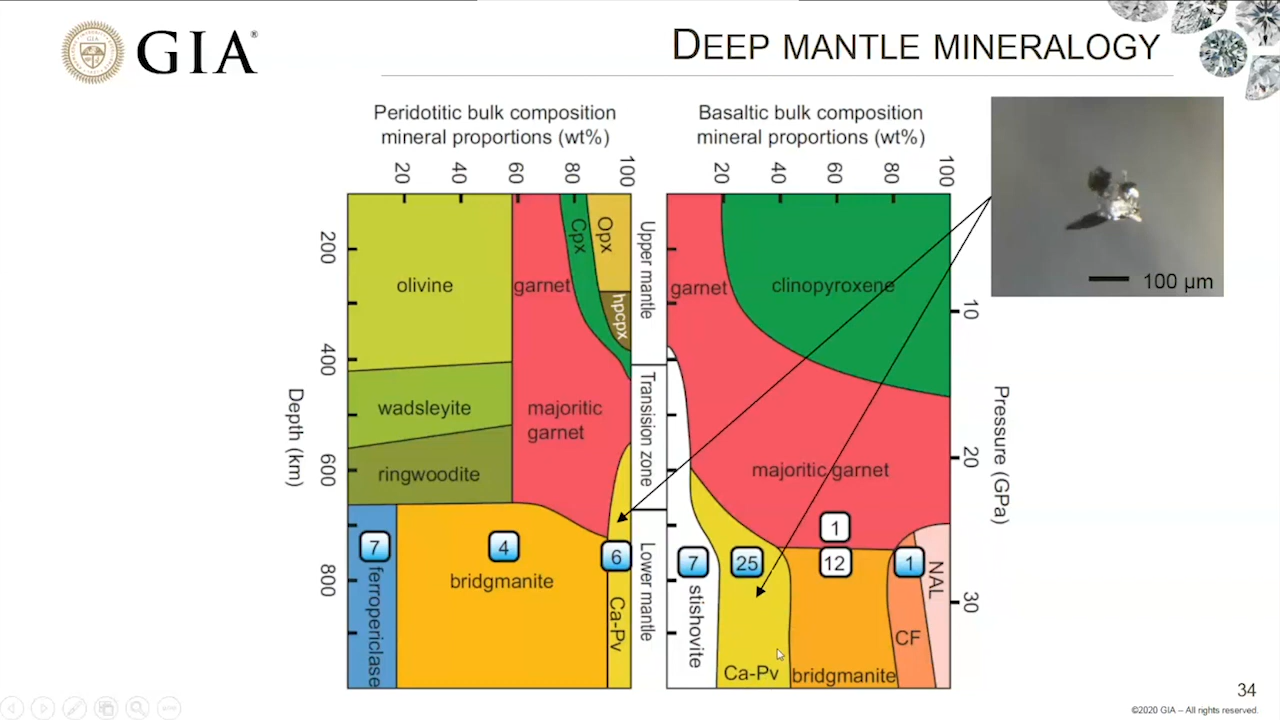 GIA®
DEEP MANTLE MINERALOGY
Peridotitic bulk composition
mineral proportions (wt%)
20 40 60 80 100
Basaltic bulk composition
mineral proportions (wt%)
20 40 60 80 100
Depth (km)
200
400
600
800
olivine
wadsleyite
ringwoodite
garnet
Cpx
Opx
hpcpx
majoritic
garnet
7
ferropericlase
4
bridgmanite
6
Ca-Pv
Upper mantle
Transision zone
Lower mantle
garnet
clinopyroxene
majoritic garnet
1
7
stishovite
25
Ca-Pv
12
bridgmanite
1
CF
NAL
10
20
30
Pressure (GPa)
100 µm
34
©2020 GIA – All rights reserved.